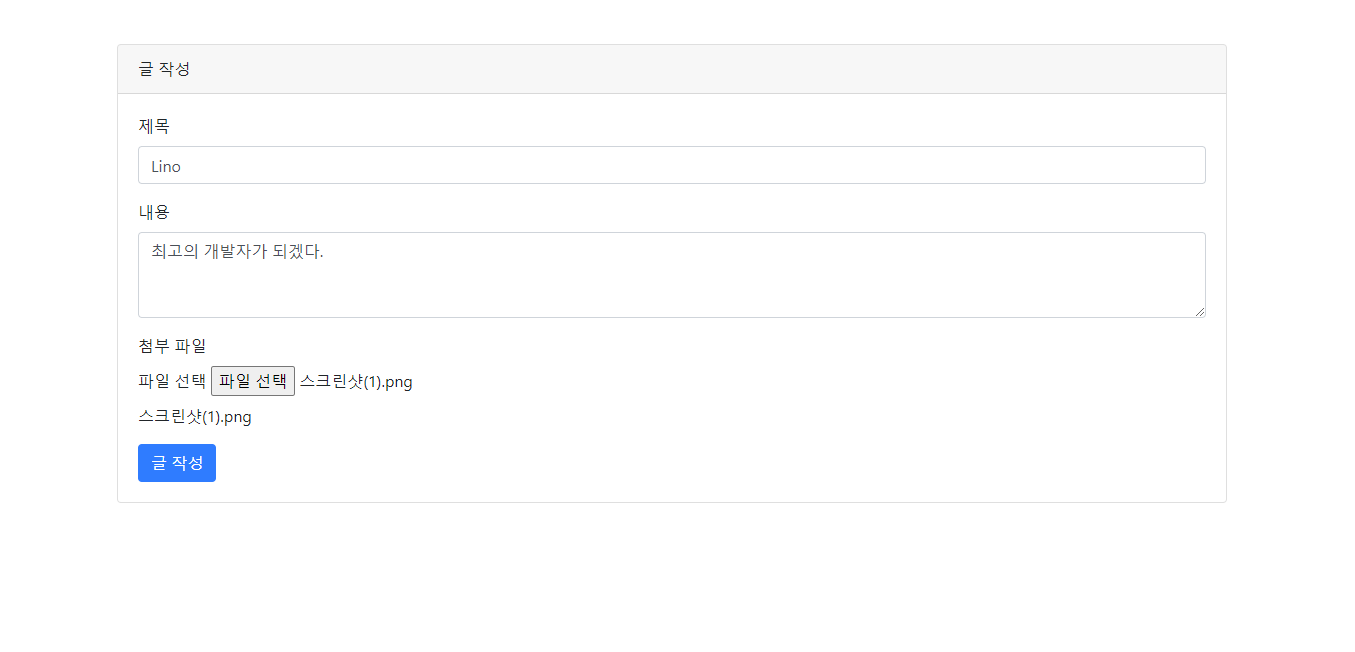 글 작성
제목
Lino
내용
최고의 개발자가 되겠다.
첨부 파일
파일 선택 파일 선택 스크린샷(1).png
스크린샷(1).png
글 작성